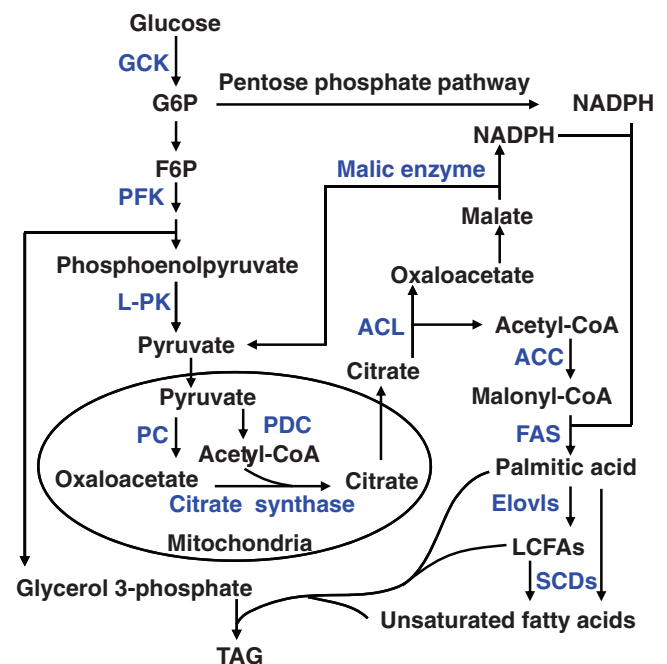 Glucose
GCK
Pentose phosphate pathway
G6P
NADPH
NADPH
F6P
Malic enzyme
PFK
Malate
Phosphoenolpyruvate
Oxaloacetate
L-PK
ACL
Acetyl-CoA
Pyruvate
ACC
Citrate
Pyruvate
Malonyl-CoA
PC
PDC
FAS
Acetyl-CoA
Palmitic acid
Oxaloacetate
Citrate
Citrate synthase
Elovls
Mitochondria
LCFAs
SCDs
Glycerol 3-phosphate
Unsaturated fatty acids
TAG